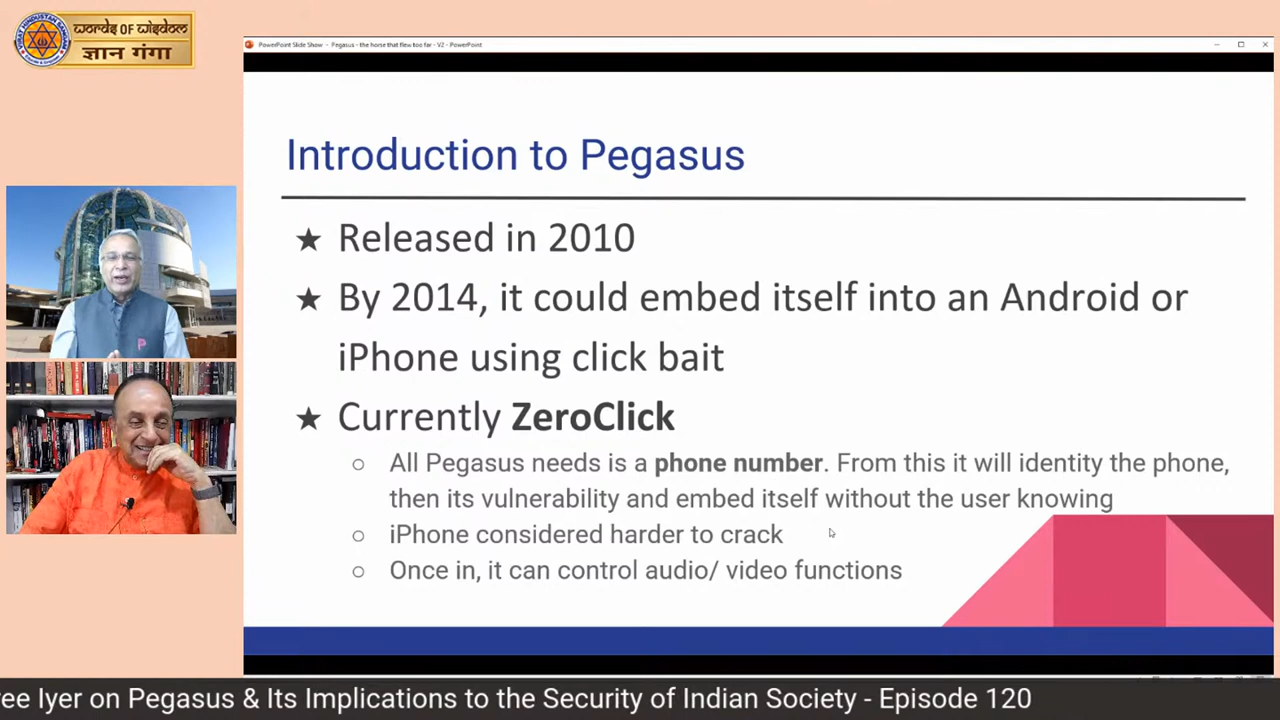 WORDS OF WISDOM
ज्ञान गंगा
PowerPoint Slide Show - Pegasus - the horse that flew too far - V2 - PowerPoint
Introduction to Pegasus
★ Released in 2010
★ By 2014, it could embed itself into an Android or
iPhone using click bait
★ Currently ZeroClick
○ All Pegasus needs is a phone number. From this it will identity the phone,
then its vulnerability and embed itself without the user knowing
○ iPhone considered harder to crack
○ Once in, it can control audio/ video functions
ree Iyer on Pegasus & Its Implications to the Security of Indian Society - Episode 120